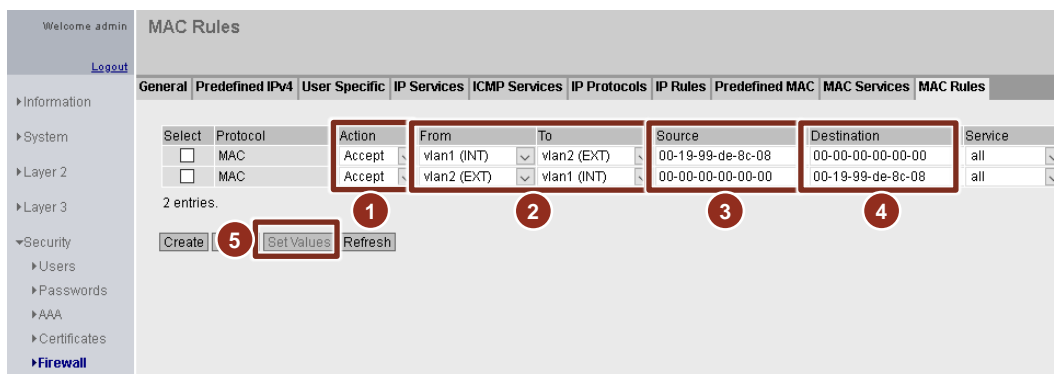 Welcome admin
MAC Rules
Logout
General Predefined IPv4 User Specific IP Services ICMP Services IP Protocols IP Rules Predefined MAC MAC Services MAC Rules
▸Information
▸System
Select Protocol Action From To Source Destination Service
MAC Accept vlan1 (INT) vlan2 (EXT) 00-19-99-de-8c-08 00-00-00-00-00-00 all
▸Layer 2
MAC Accept vlan2 (EXT) vlan1 (INT) 00-00-00-00-00-00 00-19-99-de-8c-08 all
▸Layer 3
2 entries.
1 2 3 4
▾Security
Create 5 Set Values Refresh
▸Users
▸Passwords
▸AAA
▸Certificates
▸Firewall